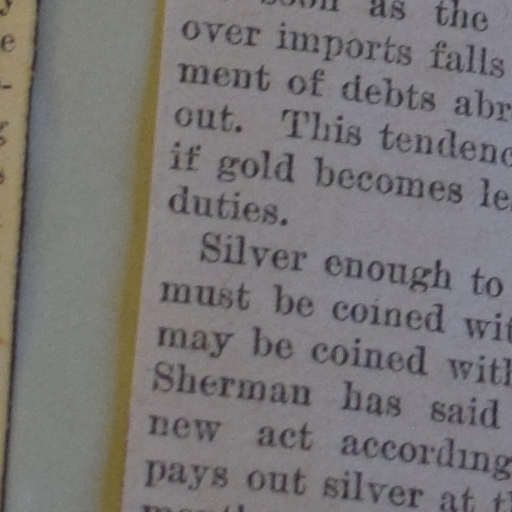 as the
over imports falls
ment of debts abr
out. This tendenc
if gold becomes le
duties.
Silver enough to
must be coined wit
may be coined with
Sherman has said
new act according
pays out silver at th